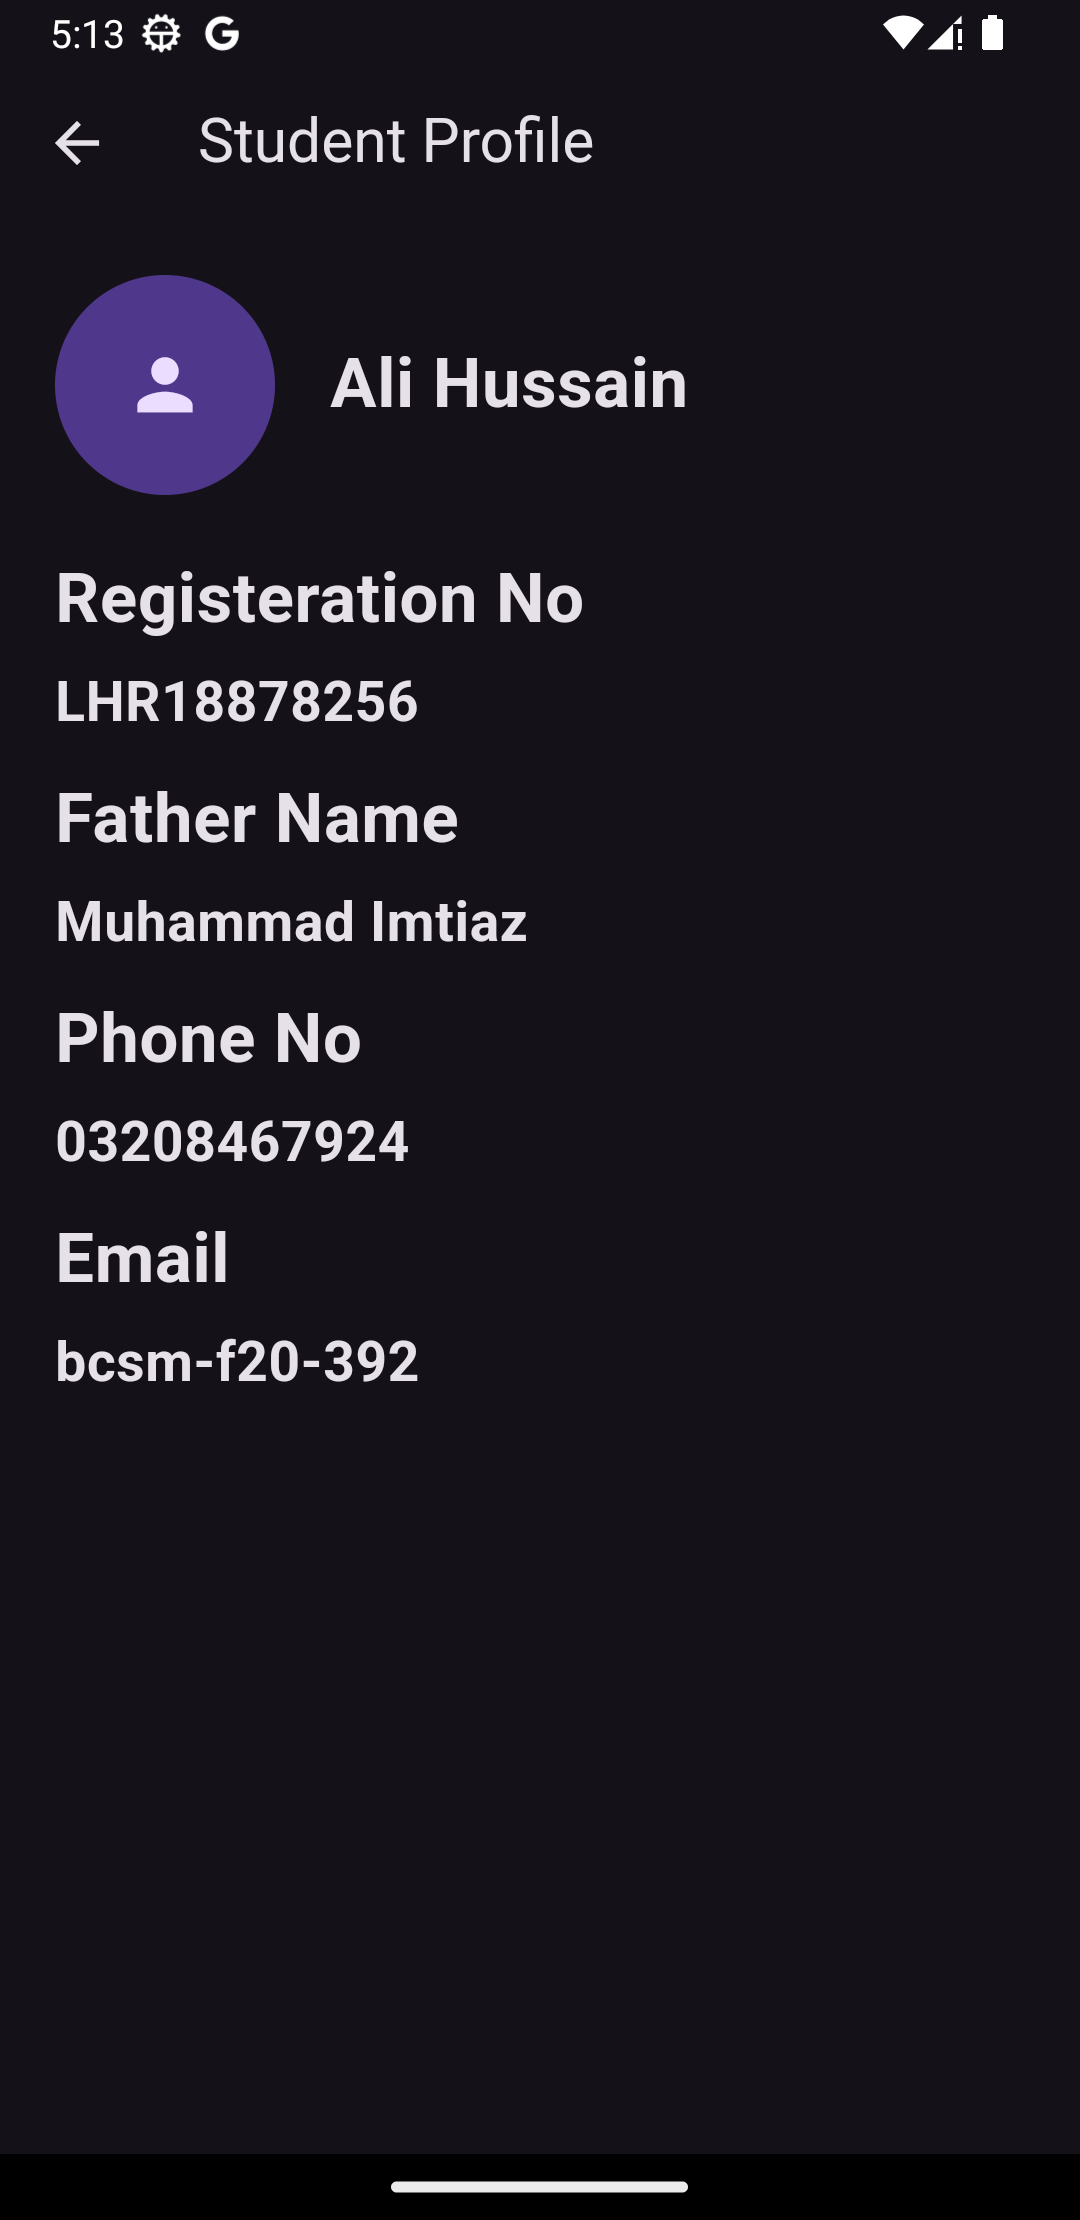 5:13
Student Profile
Ali Hussain
Registeration No
LHR18878256
Father Name
Muhammad Imtiaz
Phone No
03208467924
Email
bcsm-f20-392